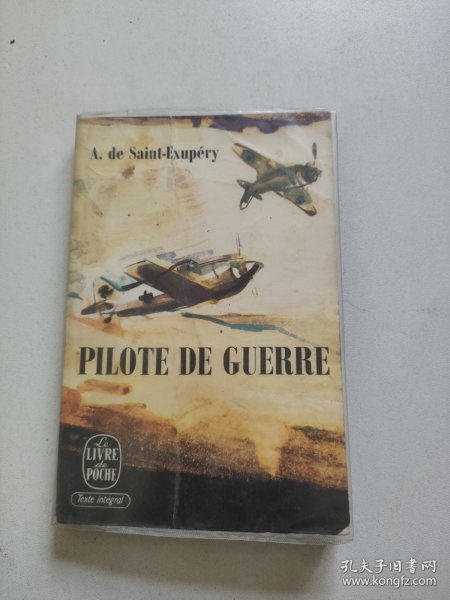 A. de Saint-Exupéry
PILOTE DE GUERRE
Le
LIVRE
de
POCHE
Texte intégral
孔夫子旧书网
www.kongfz.com